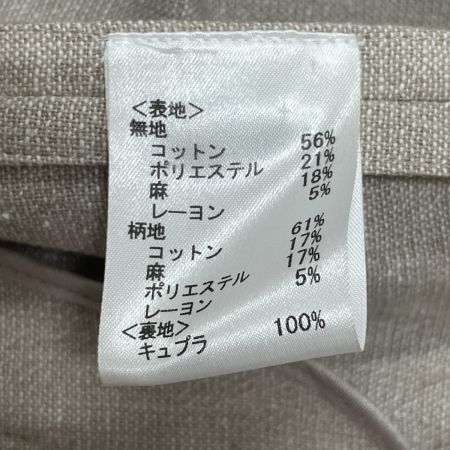 <表地>
無地
コットン 56%
ポリエステル 21%
麻 18%
レーヨン 5%
柄地
コットン 61%
麻 17%
ポリエステル 17%
レーヨン 5%
<裏地>
キュプラ 100%